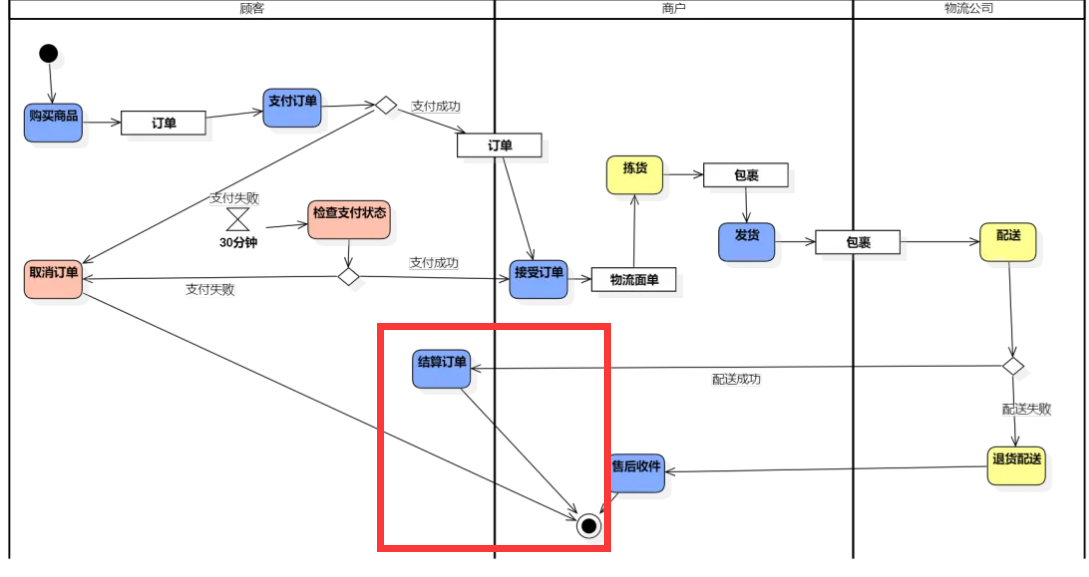 顾客
商户
物流公司
购买商品
订单
支付订单
支付成功
订单
拣货
包裹
支付失败
30分钟
检查支付状态
发货
包裹
配送
取消订单
支付失败
支付成功
接受订单
物流面单
结算订单
配送成功
配送失败
售后收件
退货配送